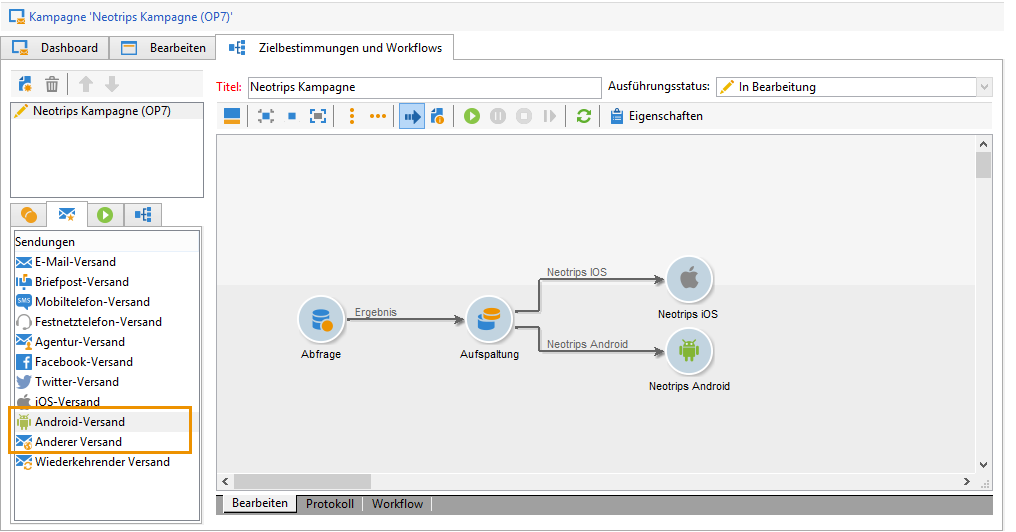 Kampagne 'Neotrips Kampagne (OP7)'
Dashboard
Bearbeiten
Zielbestimmungen und Workflows
Titel:
Neotrips Kampagne
Ausführungsstatus:
In Bearbeitung
Neotrips Kampagne (OP7)
Eigenschaften
Sendungen
E-Mail-Versand
Briefpost-Versand
SMS
Mobiltelefon-Versand
Festnetztelefon-Versand
Agentur-Versand
Facebook-Versand
Twitter-Versand
iOS-Versand
Android-Versand
Anderer Versand
Wiederkehrender Versand
Abfrage
Ergebnis
Aufspaltung
Neotrips IOS
Neotrips iOS
Neotrips Android
Neotrips Android
Bearbeiten
Protokoll
Workflow